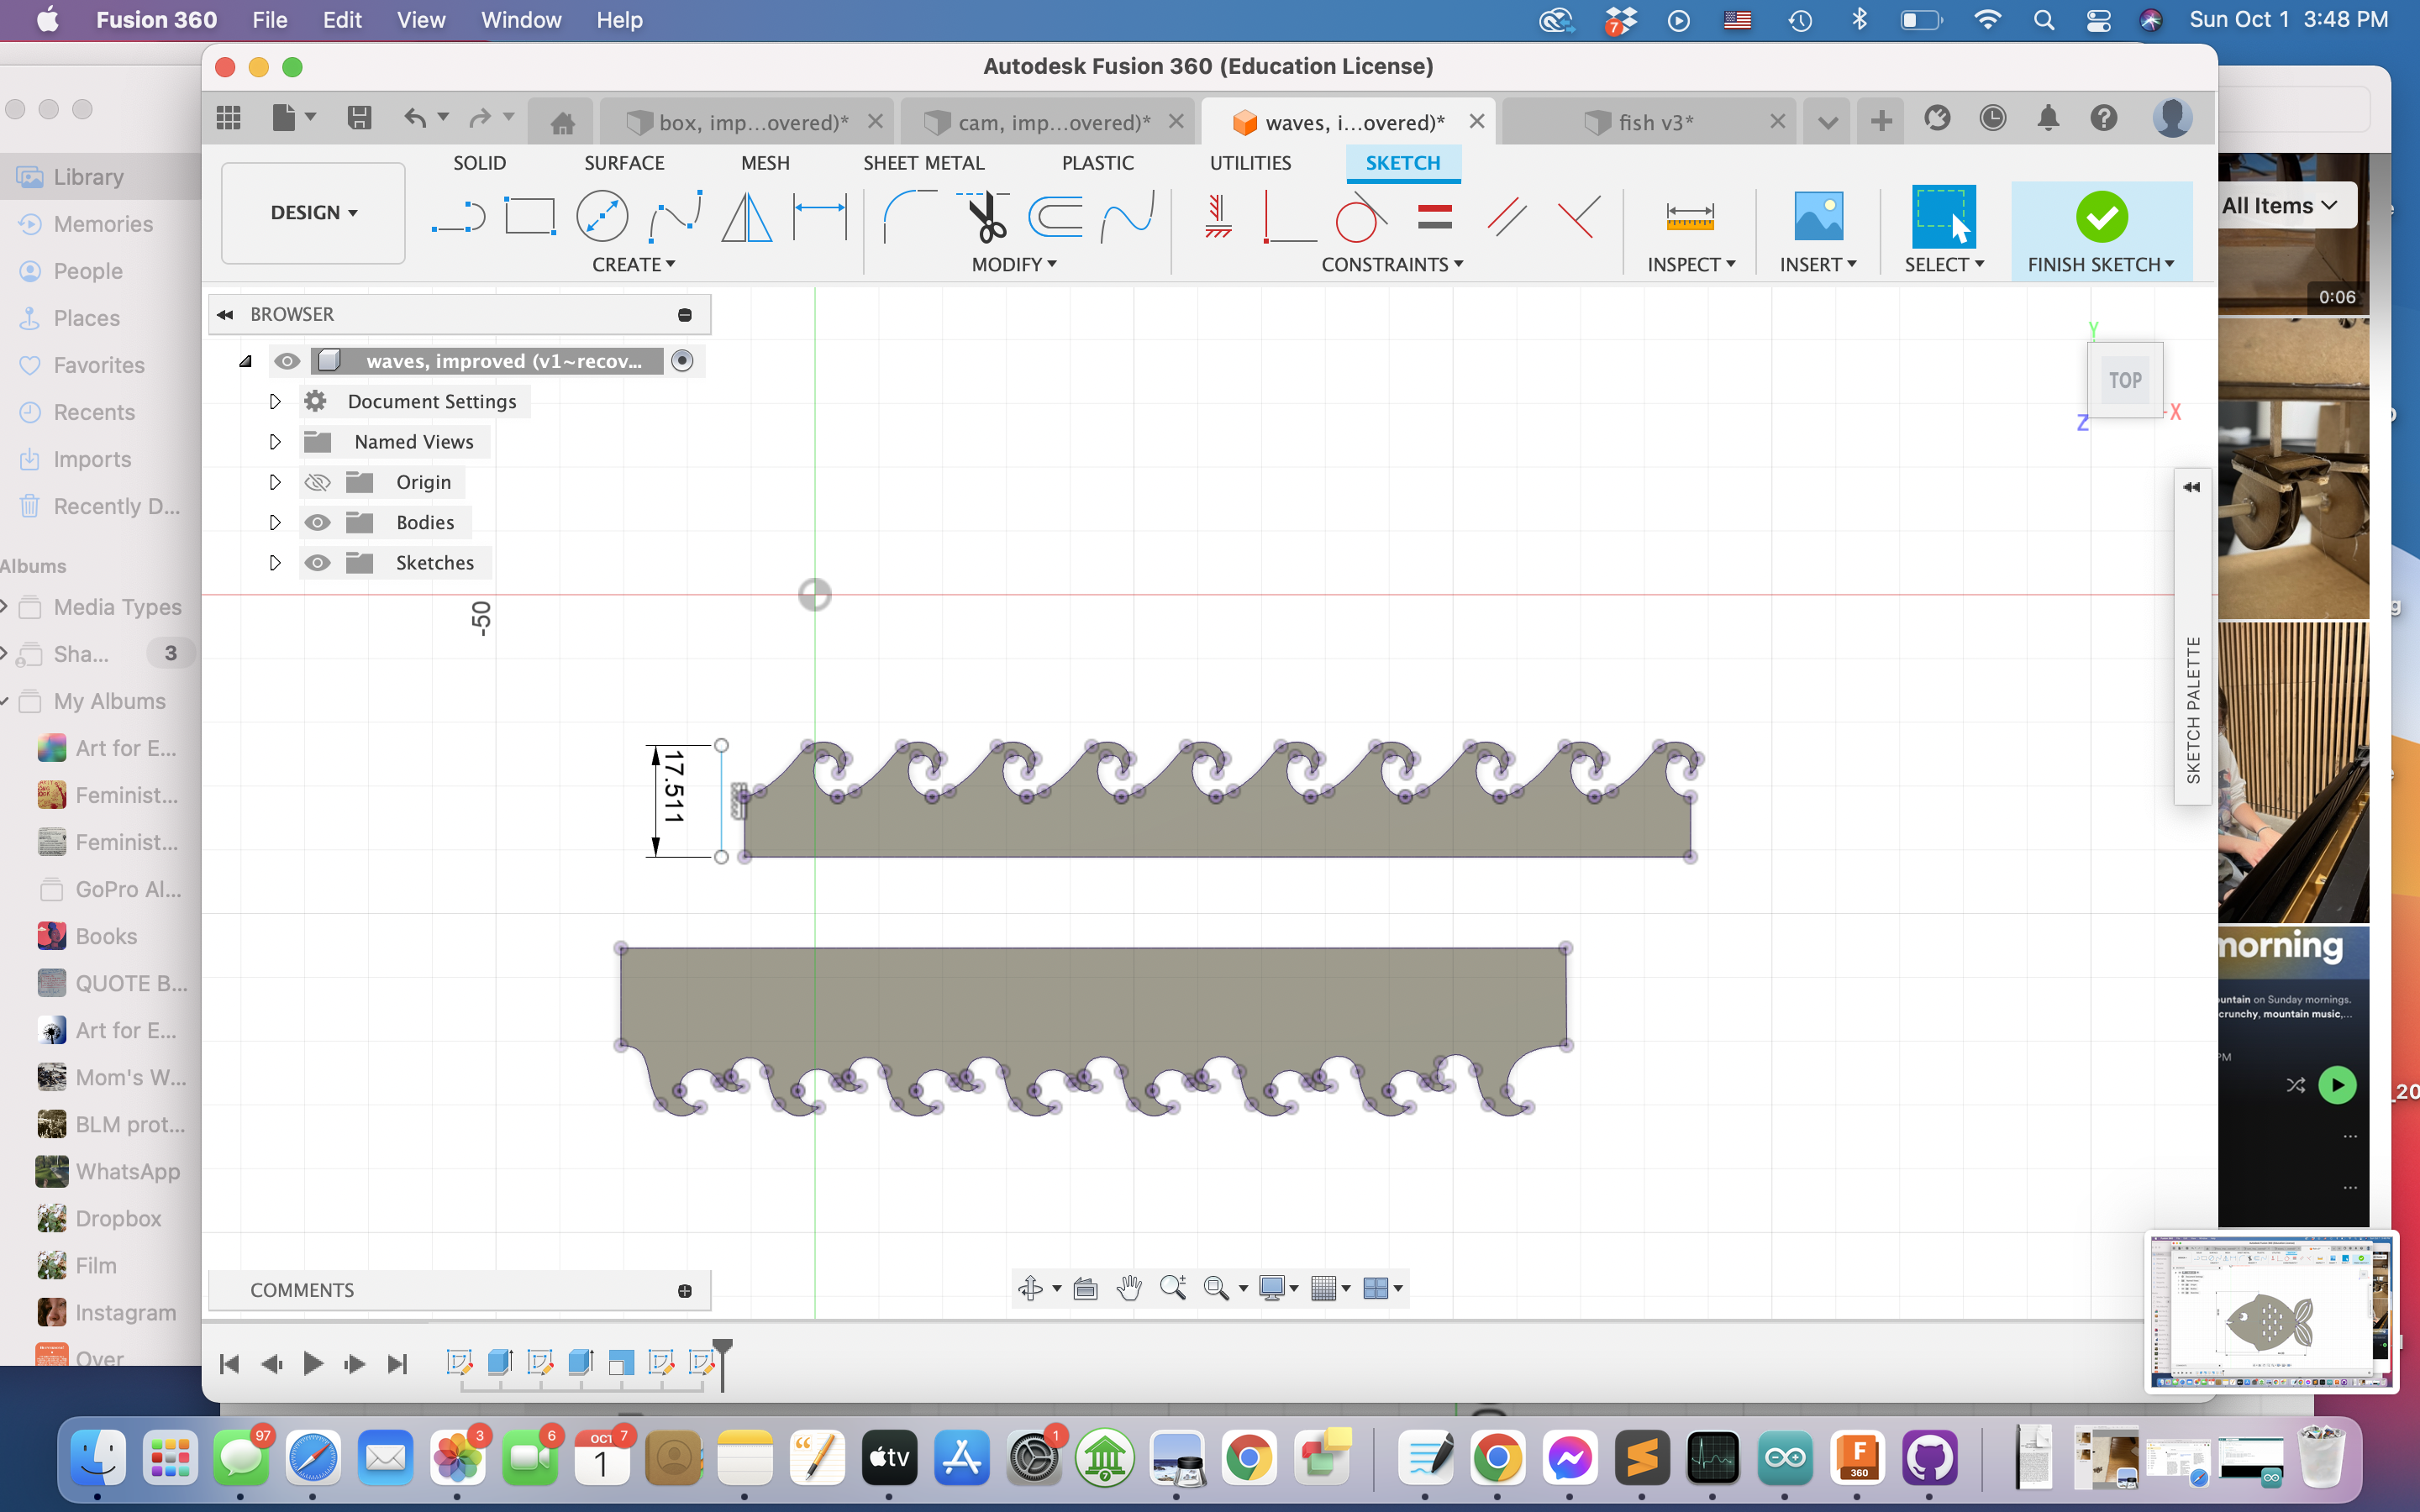 Fusion 360 File Edit View Window Help
7
Sun Oct 1 3:48 PM
Autodesk Fusion 360 (Education License)
box, imp...overed)*
cam, imp...overed)*
waves, i...overed)*
fish v3*
SOLID SURFACE MESH SHEET METAL PLASTIC UTILITIES SKETCH
DESIGN
CREATE MODIFY CONSTRAINTS INSPECT INSERT SELECT FINISH SKETCH
All Items
0:06
BROWSER
waves, improved (v1~recov...
Document Settings
Named Views
Origin
Bodies
Sketches
Library
Memories
People
Places
Favorites
Recents
Imports
Recently D...
Albums
Media Types
Sha... 3
My Albums
Art for E...
Feminist...
Feminist...
GoPro Al...
Books
QUOTE B...
Art for E...
Mom's W...
BLM prot...
WhatsApp
Dropbox
Film
Instagram
Over
Y
TOP
X
Z
-50
17.511
SKETCH PALETTE
morning
untain on Sunday mornings.
crunchy, mountain music,...
PM
_20
COMMENTS
97
3
6
OCT 7
1
tv
1
7
F
360